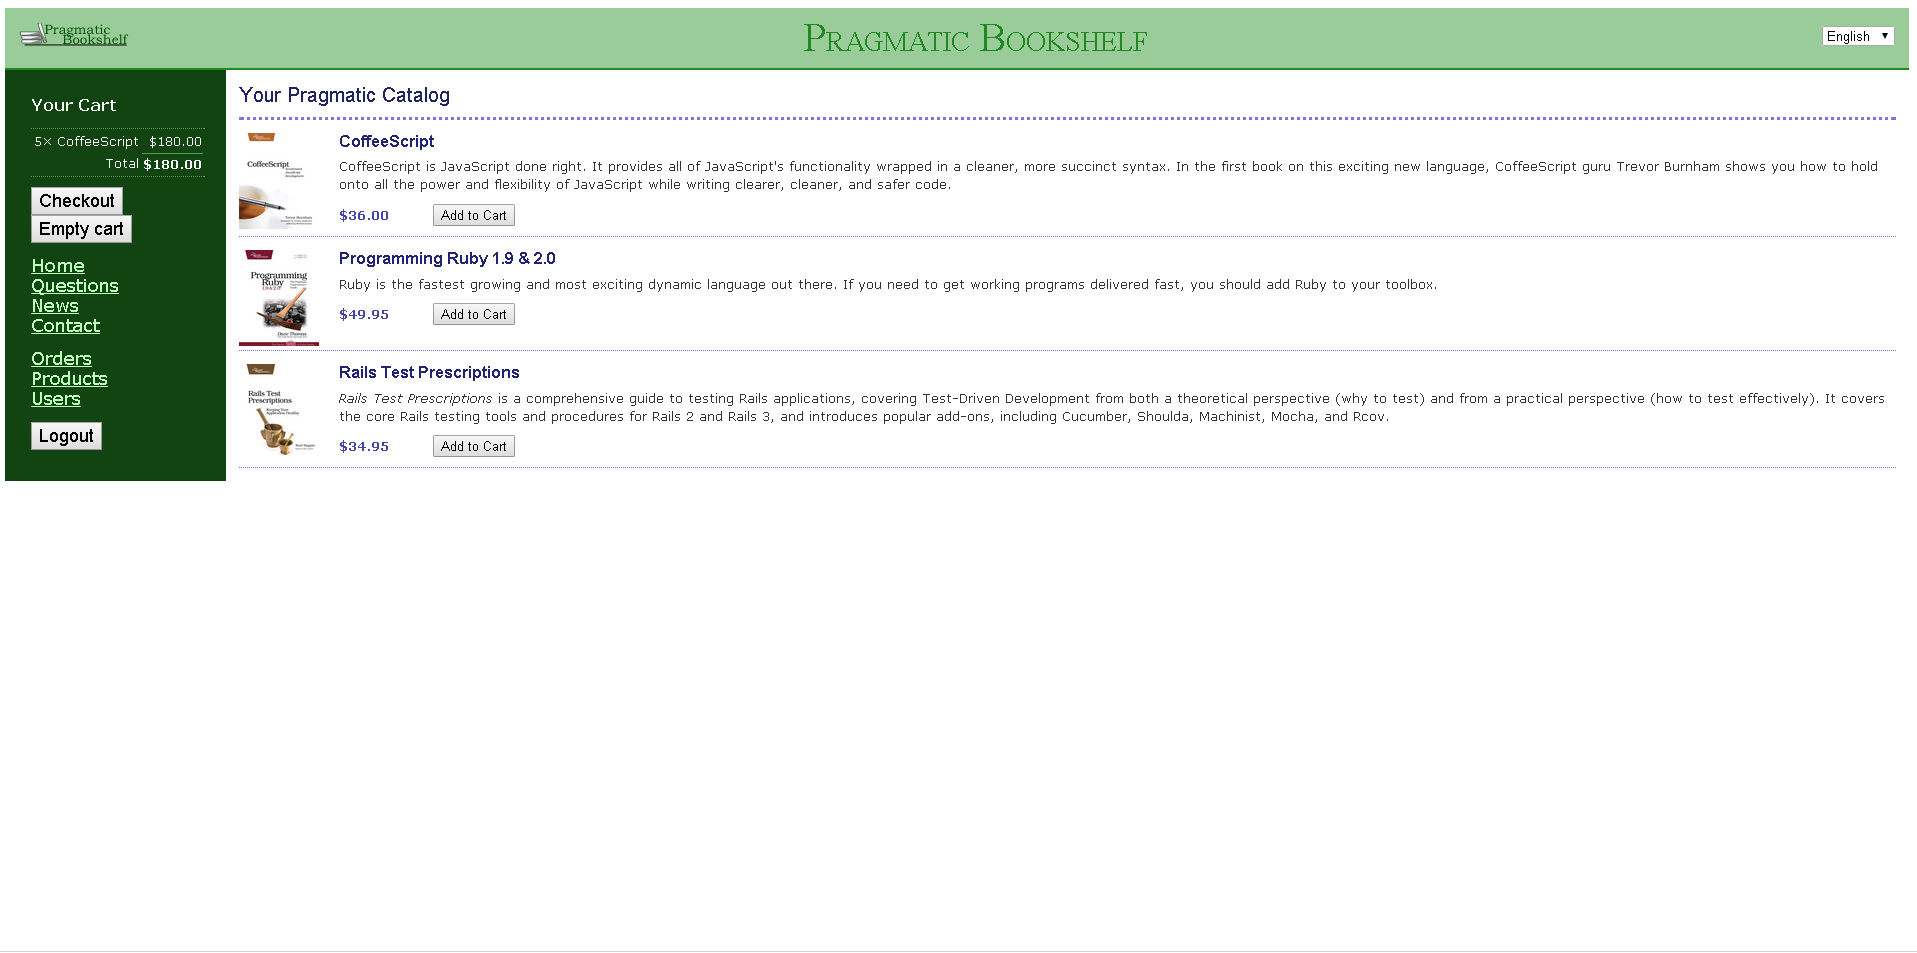 Pragmatic
Bookshelf
PRAGMATIC BOOKSHELF
English
Your Cart
5× CoffeeScript $180.00
Total $180.00
Checkout
Empty cart
Home
Questions
News
Contact
Orders
Products
Users
Logout
Your Pragmatic Catalog
CoffeeScript
CoffeeScript
CoffeeScript is JavaScript done right. It provides all of JavaScript's functionality wrapped in a cleaner, more succinct syntax. In the first book on this exciting new language, CoffeeScript guru Trevor Burnham shows you how to hold
onto all the power and flexibility of JavaScript while writing clearer, cleaner, and safer code.
$36.00 Add to Cart
Programming
Ruby
Programming Ruby 1.9 & 2.0
Ruby is the fastest growing and most exciting dynamic language out there. If you need to get working programs delivered fast, you should add Ruby to your toolbox.
$49.95 Add to Cart
Rails Test
Prescriptions
Rails Test Prescriptions
Rails Test Prescriptions is a comprehensive guide to testing Rails applications, covering Test-Driven Development from both a theoretical perspective (why to test) and from a practical perspective (how to test effectively). It covers
the core Rails testing tools and procedures for Rails 2 and Rails 3, and introduces popular add-ons, including Cucumber, Shoulda, Machinist, Mocha, and Rcov.
$34.95 Add to Cart